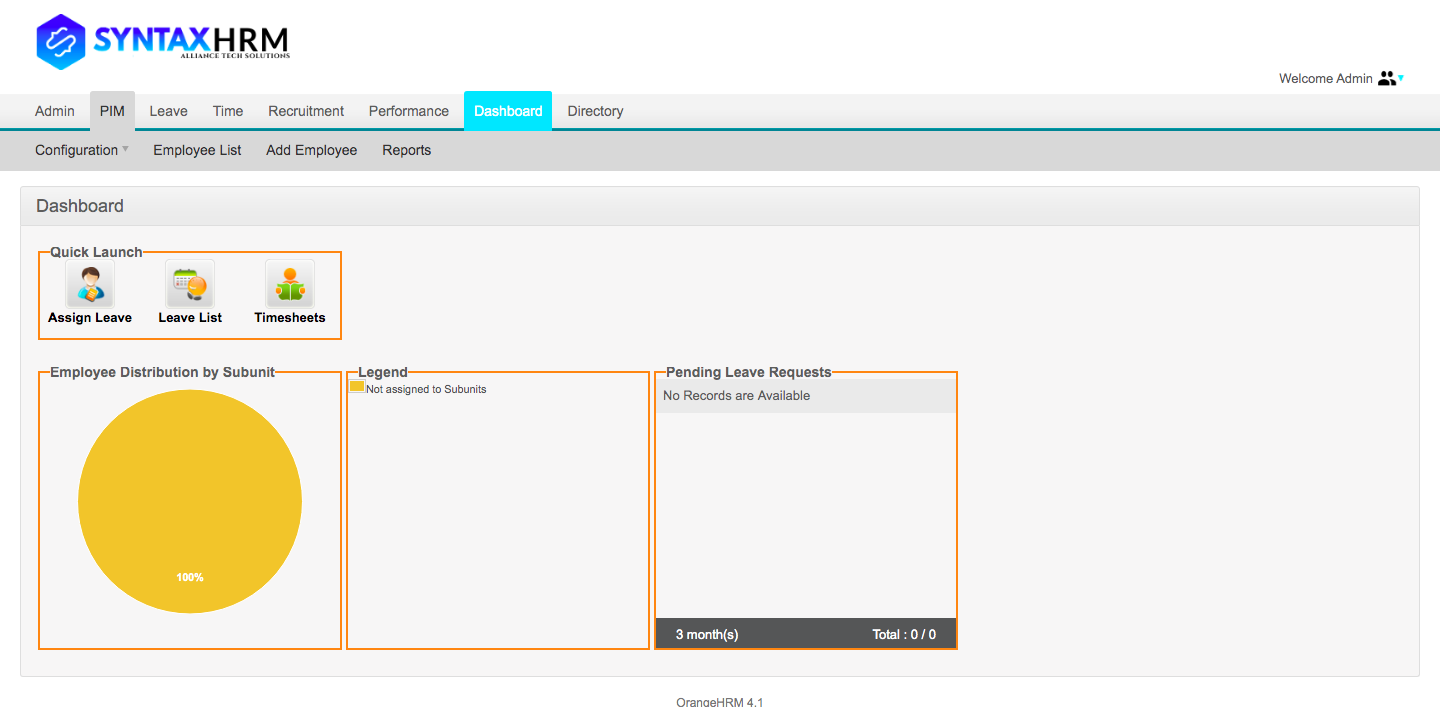 SYNTAXHRM
ALLIANCE TECH SOLUTIONS
Welcome Admin
Admin PIM Leave Time Recruitment Performance Dashboard Directory
Configuration Employee List Add Employee Reports
Dashboard
Quick Launch
Assign Leave Leave List Timesheets
Employee Distribution by Subunit
100%
Legend
Not assigned to Subunits
Pending Leave Requests
No Records are Available
3 month(s) Total : 0 / 0
OrangeHRM 4.1